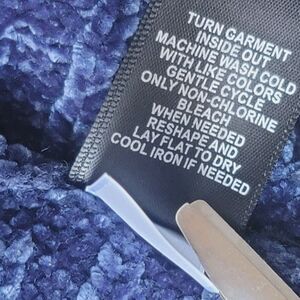 TURN GARMENT
INSIDE OUT
MACHINE WASH COLD
WITH LIKE COLORS
GENTLE CYCLE
ONLY NON-CHLORINE
BLEACH
WHEN NEEDED
RESHAPE AND
LAY FLAT TO DRY
COOL IRON IF NEEDED